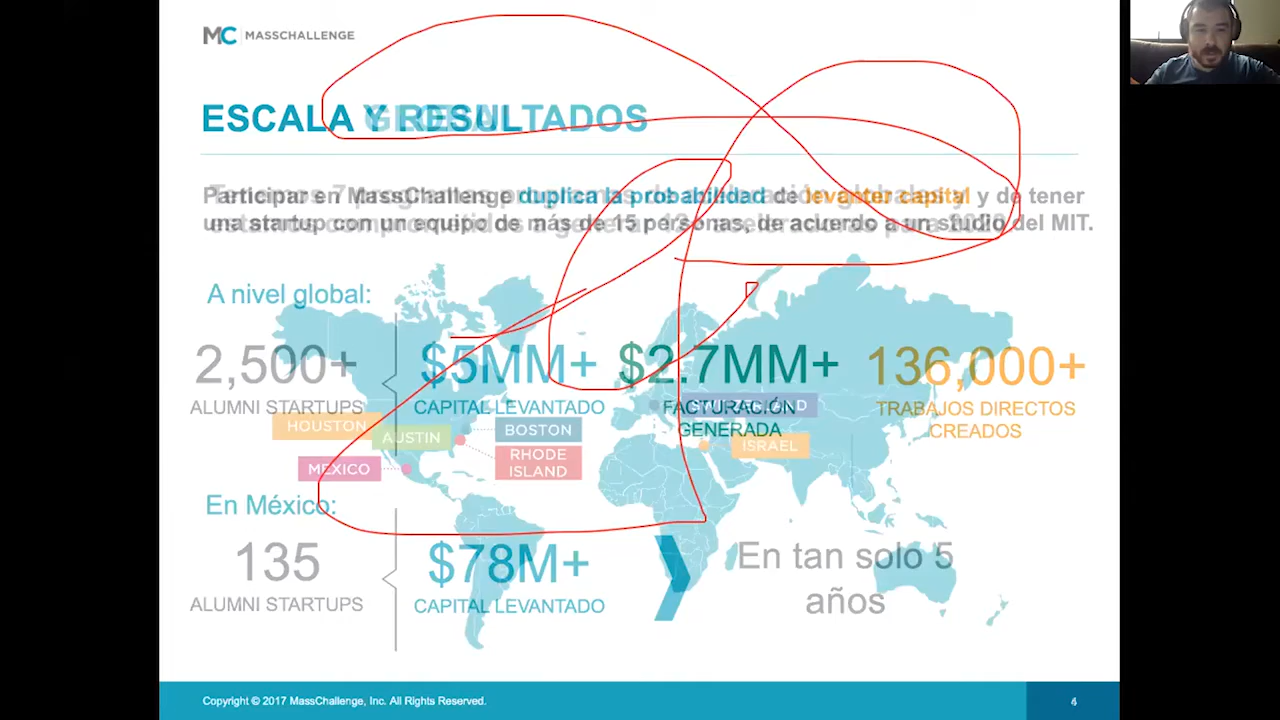 MC MASSCHALLENGE
ESCALA Y RESULTADOS
Participar en MassChallenge duplica la probabilidad de levantar capital y de tener
una startup con un equipo de más de 15 personas, de acuerdo a un studio del MIT.
A nivel global:
2,500+ $5MM+ $2.7MM+ 136,000+
ALUMNI STARTUPS CAPITAL LEVANTADO FACTURACIÓN GENERADA TRABAJOS DIRECTOS CREADOS
HOUSTON
AUSTIN
BOSTON
RHODE ISLAND
MEXICO
SWITZERLAND
ISRAEL
En México:
135 $78M+ En tan solo 5 años
ALUMNI STARTUPS CAPITAL LEVANTADO
Copyright © 2017 MassChallenge, Inc. All Rights Reserved. 4